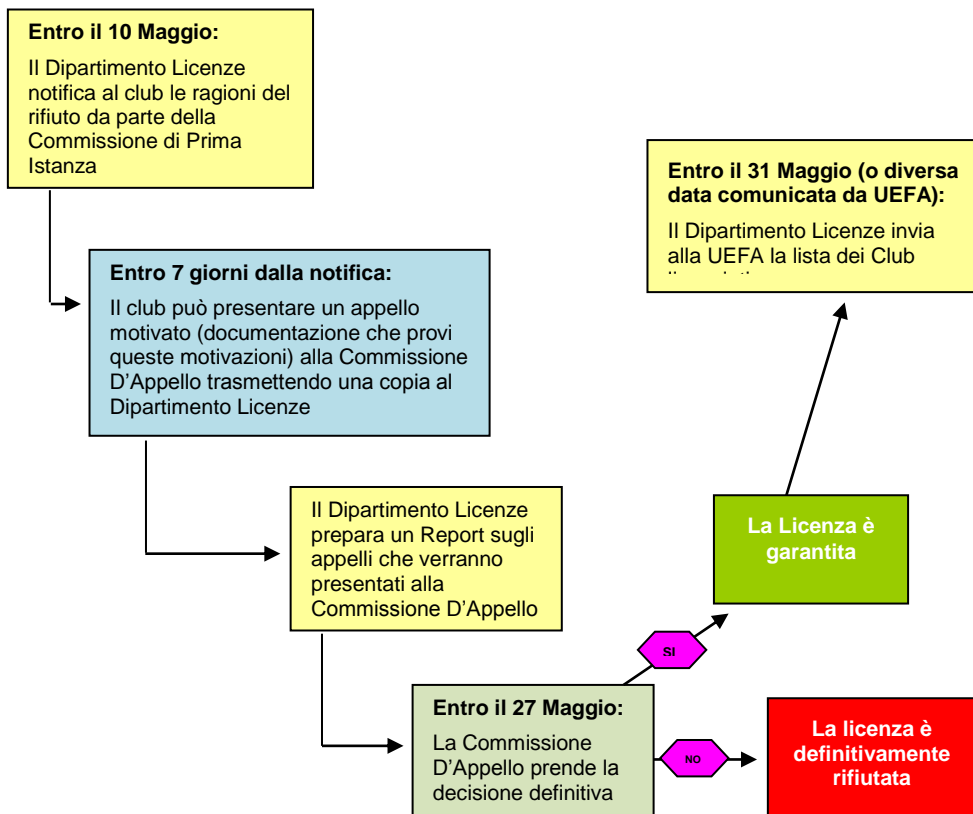 Entro il 10 Maggio:
Il Dipartimento Licenze
notifica al club le ragioni del
rifiuto da parte della
Commissione di Prima
Istanza
Entro il 31 Maggio (o diversa
data comunicata da UEFA):
Il Dipartimento Licenze invia
alla UEFA la lista dei Club
Entro 7 giorni dalla notifica:
Il club può presentare un appello
motivato (documentazione che provi
queste motivazioni) alla Commissione
D’Appello trasmettendo una copia al
Dipartimento Licenze
Il Dipartimento Licenze
prepara un Report sugli
appelli che verranno
presentati alla
Commissione D’Appello
La Licenza è
garantita
SI
Entro il 27 Maggio:
La Commissione
D’Appello prende la
decisione definitiva
NO
La licenza è
definitivamente
rifiutata